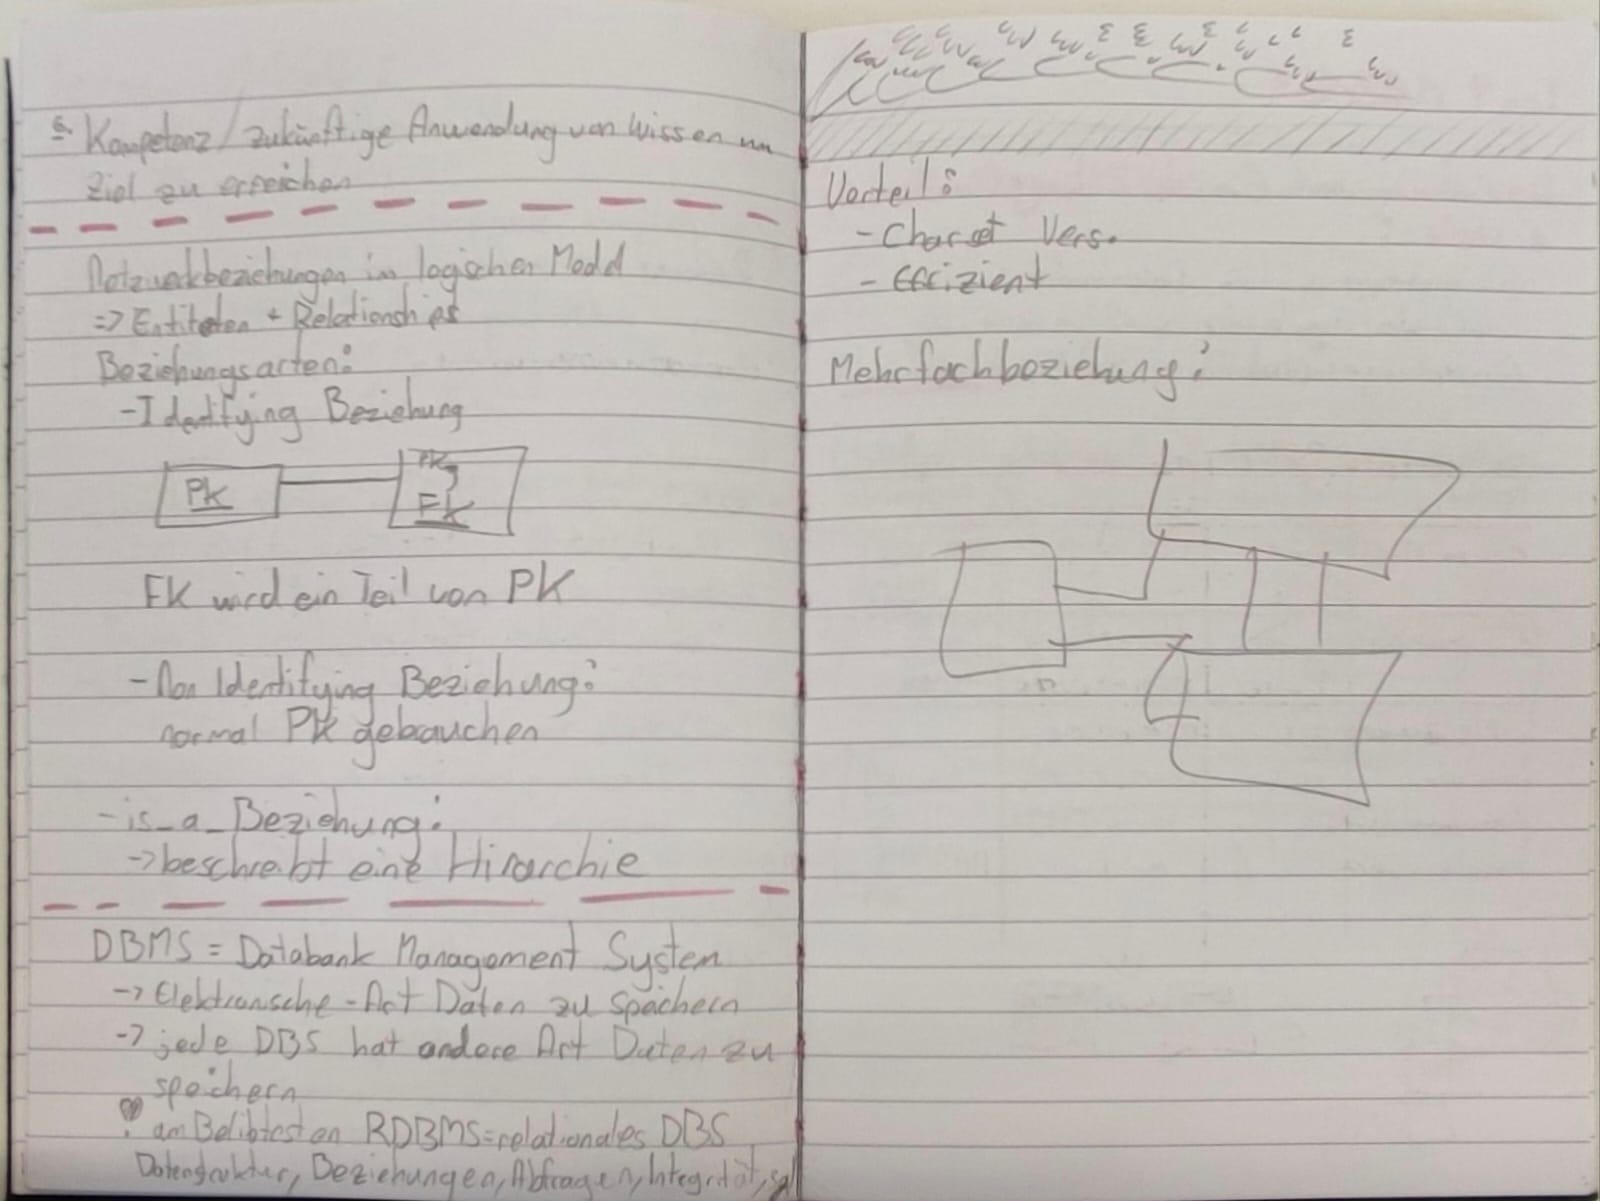 6. Kompetenz/zukünftige Anwendung von Wissen um
Ziel zu erreichen
Netzwerkbeziehungen im logischen Modell
=> Entitäten + Relationships
Beziehungsarten:
- Identifying Beziehung
PK
PK
FK
FK wird ein Teil von PK
- Non Identifying Beziehung:
normal PK gebrauchen
- is_a_Beziehung:
-> beschreibt eine Hirarchie
DBMS = Databank Management System
-> Elektronische-Art Daten zu speichern
-> jede DBS hat andere Art Daten zu
speichern
am Belibtesten RDBMS=relationales DBS
Datenstruktur, Beziehungen, Abfragen, Integrität,
Vorteil:
- Charset Vers.
- Effizient
Mehrfachbeziehung: